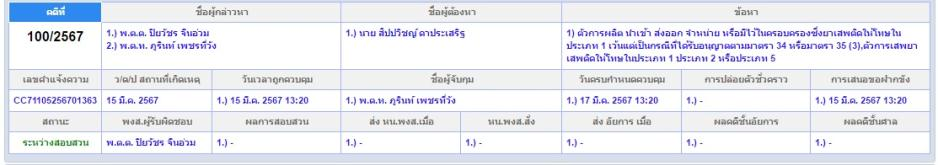 คดีที่ ชื่อผู้กล่าวหา ชื่อผู้ต้องหา ข้อหา
100/2567 1.) พ.ต.ต. ปิยวัชร จีนอ่วม 1.) นาย สิปปวิชญ์ ดาประเสริฐ 1) ตัวการผลิต นำเข้า ส่งออก จำหน่าย หรือมีไว้ในครอบครองซึ่งยาเสพติดให้โทษใน
2.) พ.ต.ท. ภูรินท์ เพชรที่วัง ประเภท 1 เว้นแต่เป็นกรณีที่ได้รับอนุญาตตามมาตรา 34 หรือมาตรา 35 (3),ตัวการเสพยา
เสพติดให้โทษในประเภท 1 ประเภท 2 หรือประเภท 5
เลขคำแจ้งความ ว/ด/ป สถานที่เกิดเหตุ วันเวลาถูกควบคุม ชื่อผู้จับกุม วันครบกำหนดควบคุม การปล่อยตัวชั่วคราว การเสนอขอฝากขัง
CC71105256701363 15 มี.ค. 2567 1.) 15 มี.ค. 2567 13:20 1.) พ.ต.ท. ภูรินท์ เพชรที่วัง 1.) 17 มี.ค. 2567 13:20 1.) - 1.) 15 มี.ค. 2567 13:20
สถานะ พงส.ผู้รับผิดชอบ ผลการสอบสวน ส่ง หน.พงส.เมื่อ หน.พงส.สั่ง ส่ง อัยการ เมื่อ ผลคดีชั้นอัยการ ผลคดีชั้นศาล
ระหว่างสอบสวน พ.ต.ต. ปิยวัชร จีนอ่วม 1.) - 1.) - 1.) - 1.) - 1.) - 1.) -